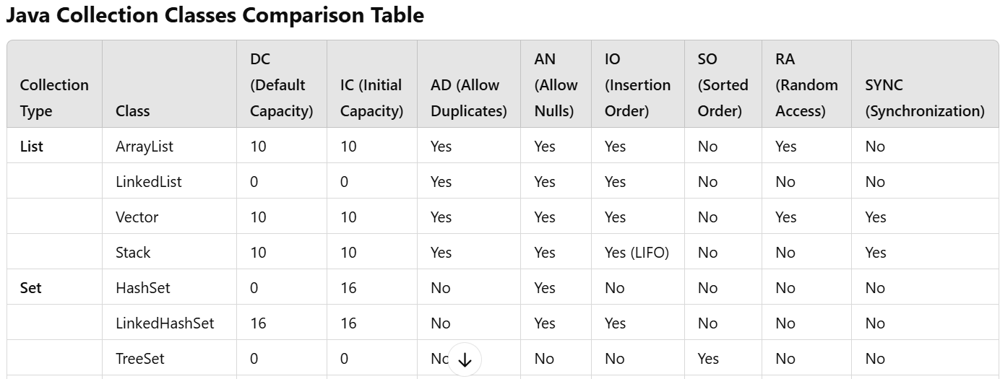 Java Collection Classes Comparison Table
Collection Type Class DC (Default Capacity) IC (Initial Capacity) AD (Allow Duplicates) AN (Allow Nulls) IO (Insertion Order) SO (Sorted Order) RA (Random Access) SYNC (Synchronization)
List ArrayList 10 10 Yes Yes Yes No Yes No
LinkedList 0 0 Yes Yes Yes No No No
Vector 10 10 Yes Yes Yes No Yes Yes
Stack 10 10 Yes Yes Yes (LIFO) No No Yes
Set HashSet 0 16 No Yes No No No No
LinkedHashSet 16 16 No Yes Yes No No No
TreeSet 0 0 No No No Yes No No